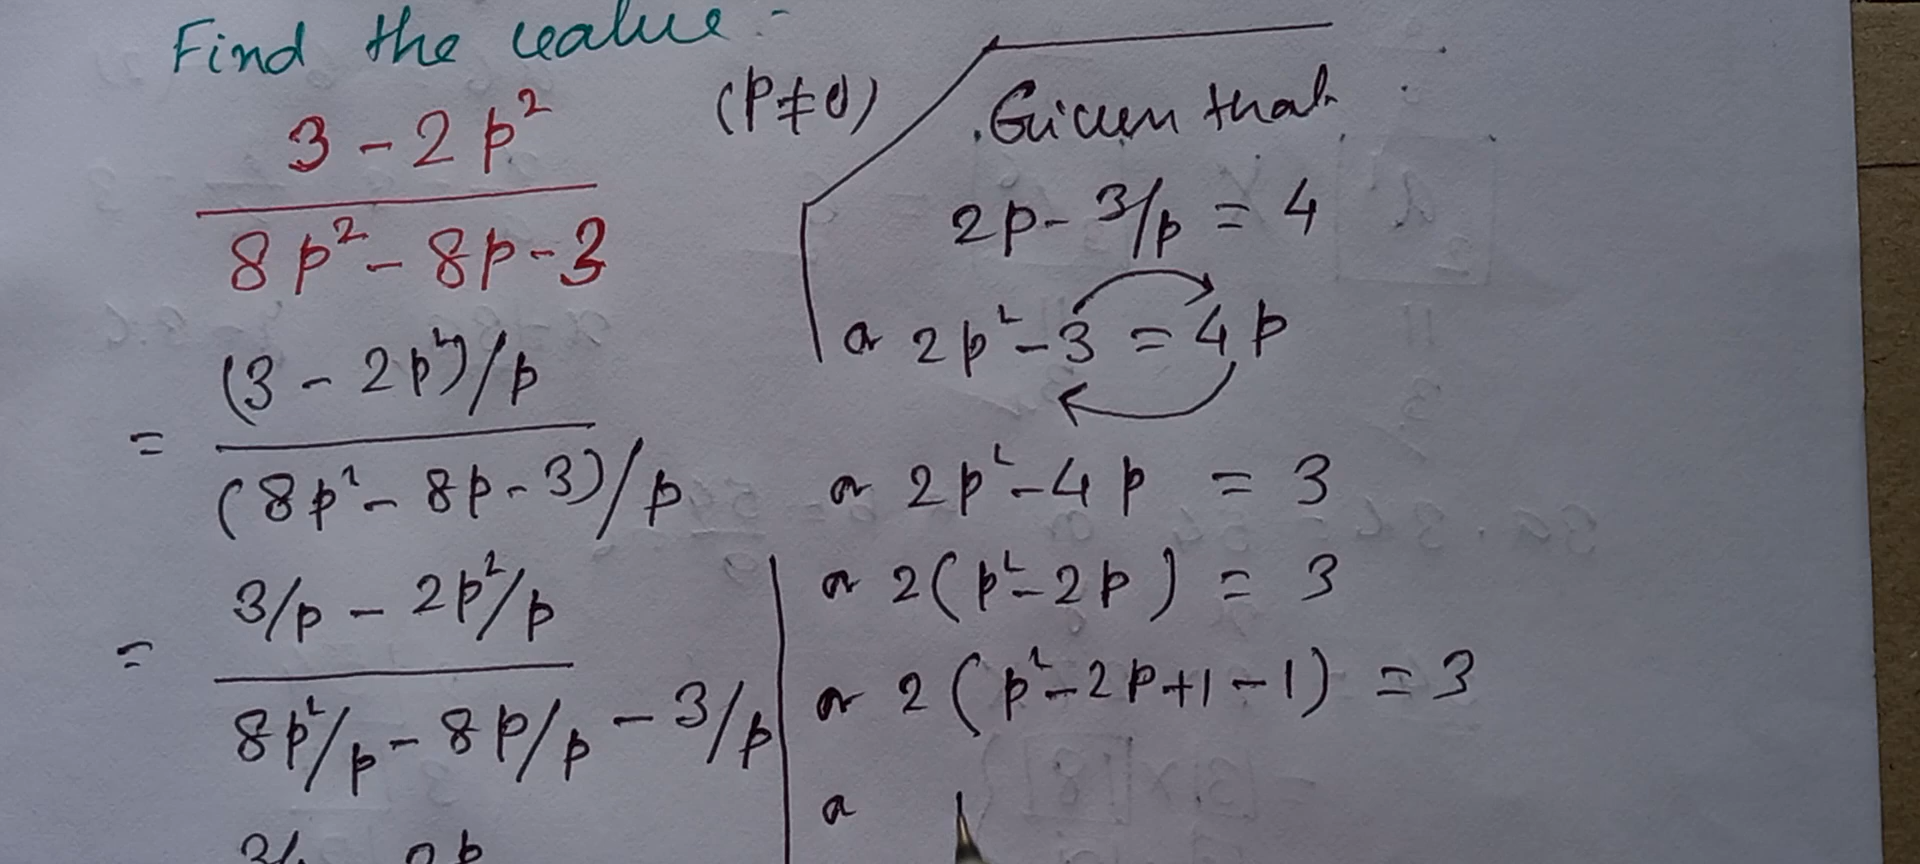 Find the value -
3 - 2p²
8p² - 8p - 3
(P≠0)
= (3 - 2p²)/p
(8p² - 8p - 3)/p
= 3/p - 2p²/p
8p²/p - 8p/p - 3/p
3/p 2p
Given that
2p - 3/p = 4
or 2p² - 3 = 4p
or 2p² - 4p = 3
or 2(p² - 2p) = 3
or 2(p² - 2p + 1 - 1) = 3
or